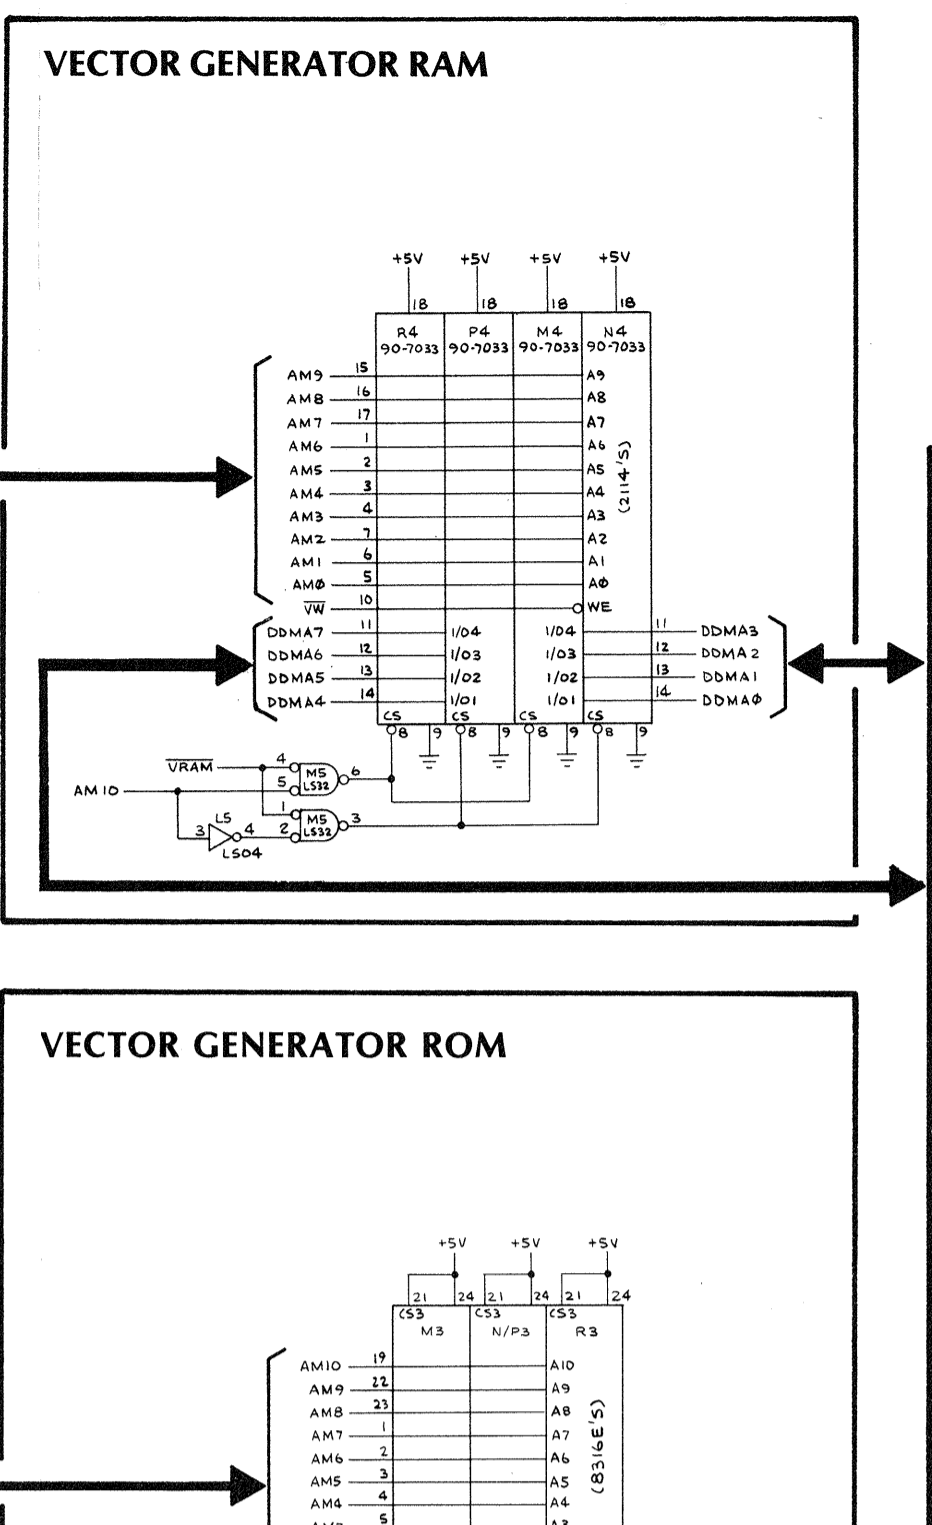 VECTOR GENERATOR RAM
+5V +5V +5V +5V
18 18 18 18
R4 P4 M4 N4
90-7033 90-7033 90-7033 90-7033
AM9 15 A9
AM8 16 A8
AM7 17 A7
AM6 1 A6
AM5 2 A5
AM4 3 A4
AM3 4 A3
AM2 7 A2
AM1 6 A1
AMØ 5 AØ
(2114'S)
VW 10 WE
DDMA7 11 I/O4 I/O4 11 DDMA3
DDMA6 12 I/O3 I/O3 12 DDMA2
DDMA5 13 I/O2 I/O2 13 DDMA1
DDMA4 14 I/O1 I/O1 14 DDMAØ
CS CS CS CS
8 9 8 9 8 9 8 9
VRAM 4 M5 6
AM10 5 LS32
1 M5 3
L5 3 4 2 LS32
LS04
VECTOR GENERATOR ROM
+5V +5V +5V
21 24 21 24 21 24
CS3 CS3 CS3
M3 N/P3 R3
AM10 19 A10
AM9 22 A9
AM8 23 A8
AM7 1 A7
AM6 2 A6
AM5 3 A5
AM4 4 A4
5
(8316E'S)